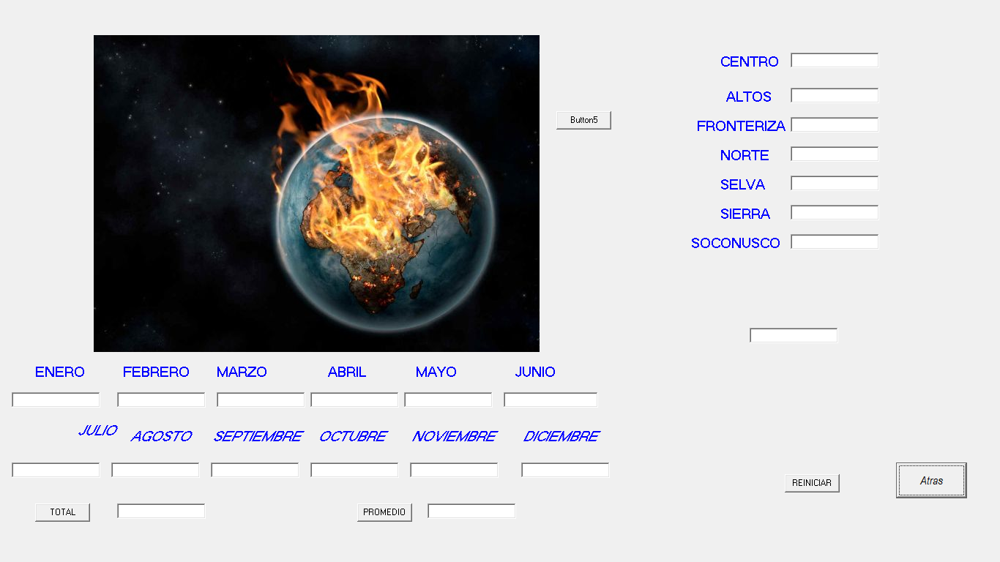 CENTRO
ALTOS
Button5
FRONTERIZA
NORTE
SELVA
SIERRA
SOCONUSCO
ENERO FEBRERO MARZO ABRIL MAYO JUNIO
JULIO AGOSTO SEPTIEMBRE OCTUBRE NOVIEMBRE DICIEMBRE
REINICIAR Atras
TOTAL PROMEDIO